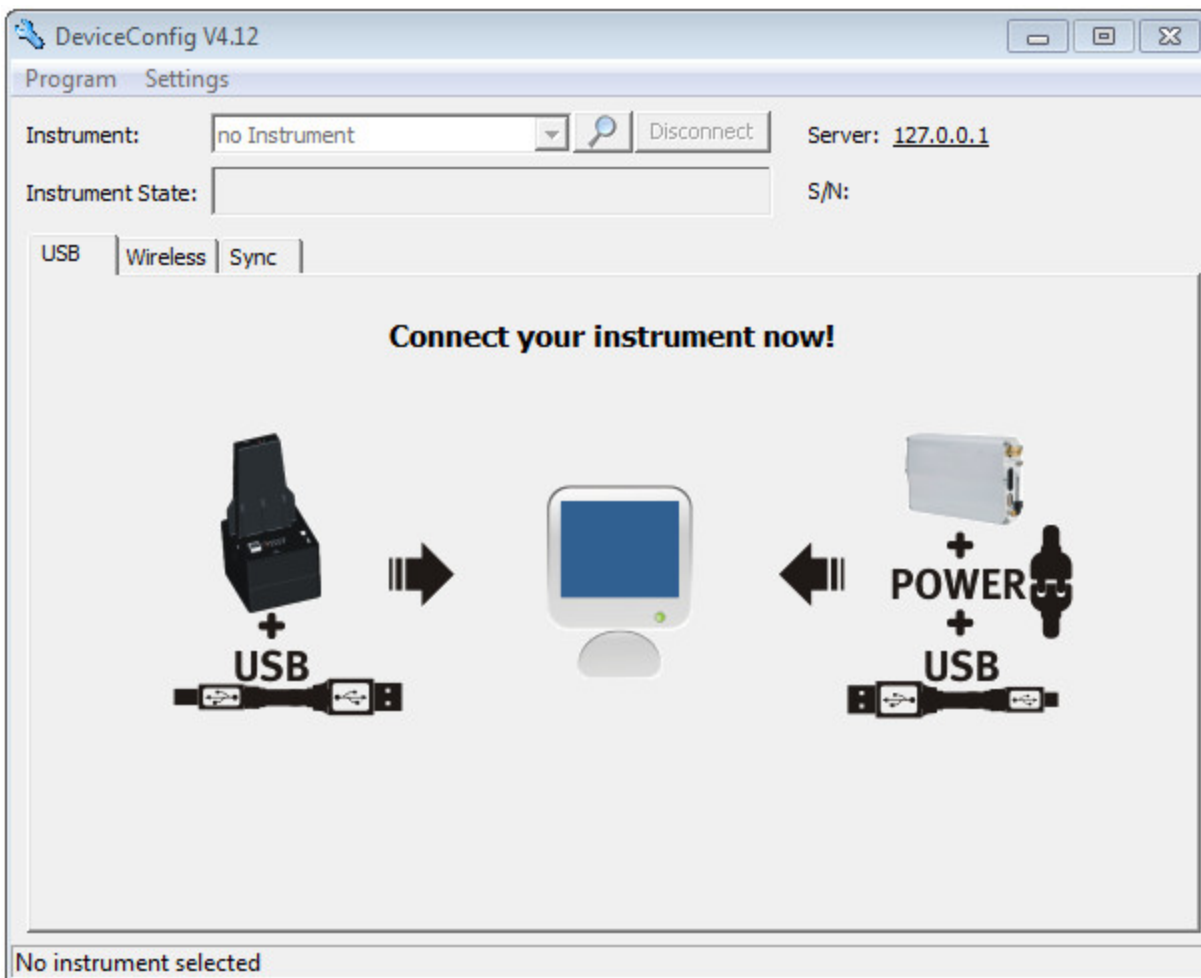 DeviceConfig V4.12
Program Settings
Instrument: no Instrument Disconnect Server: 127.0.0.1
Instrument State: S/N:
USB Wireless Sync
Connect your instrument now!
+
+
POWER
+
+
USB
USB
No instrument selected